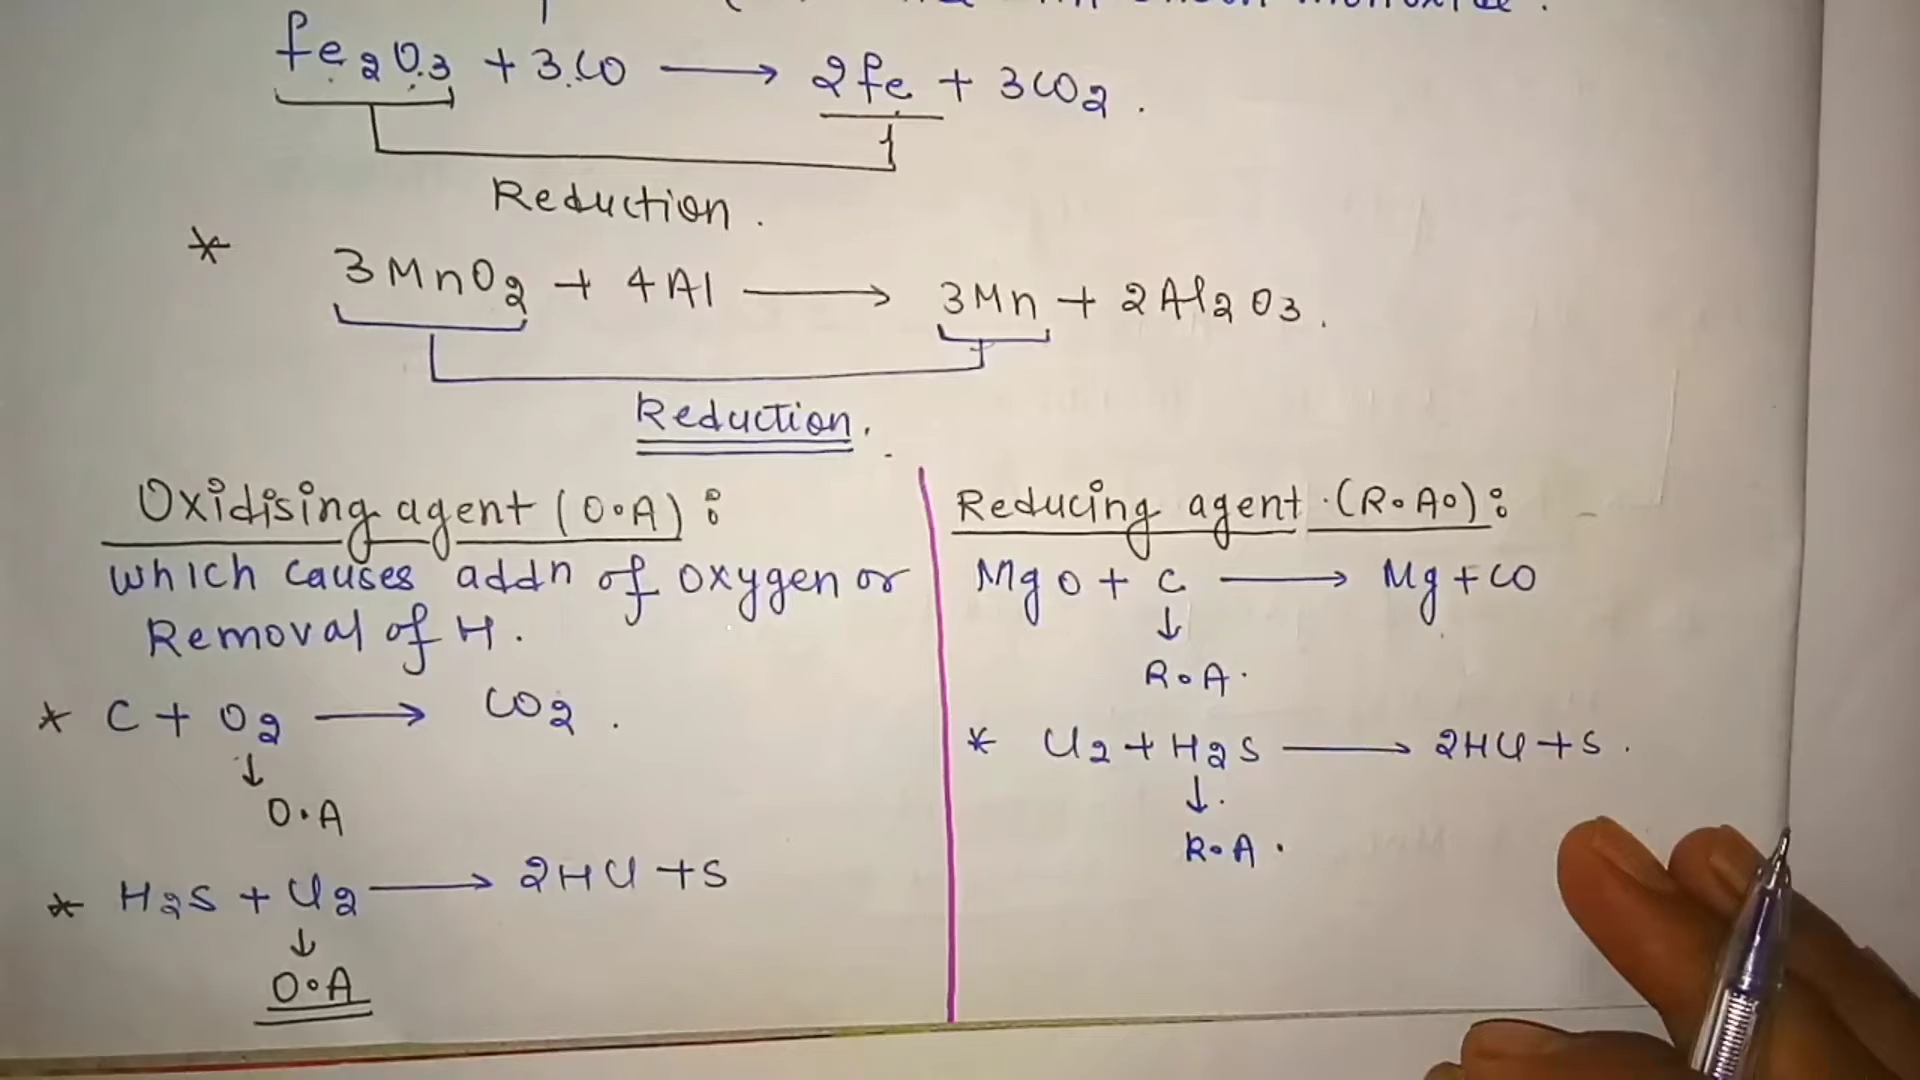 monoxide.
Fe2O3 + 3CO ⟶ 2Fe + 3CO2.
Reduction.
* 3MnO2 + 4Al ⟶ 3Mn + 2Al2O3.
Reduction.
Oxidising agent (O.A):
which causes addn of oxygen or
Removal of H.
* C + O2 ⟶ CO2.
↓
O.A
* H2S + Cl2 ⟶ 2HCl + S
↓
O.A
Reducing agent.(R.A.):
MgO + C ⟶ Mg + CO
↓
R.A.
* Cl2 + H2S ⟶ 2HCl + S.
↓.
R.A.